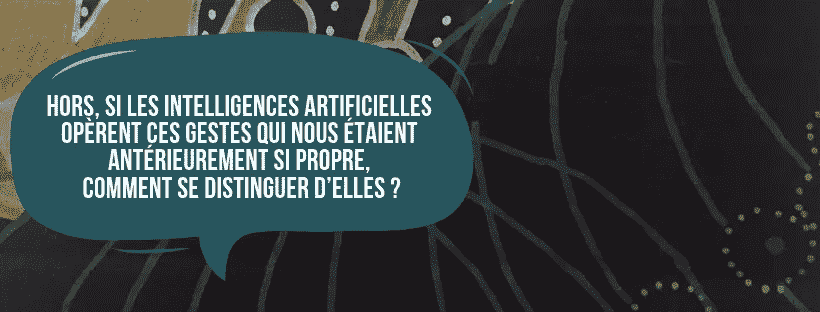 HORS, SI LES INTELLIGENCES ARTIFICIELLES
OPÈRENT CES GESTES QUI NOUS ÉTAIENT
ANTÉRIEUREMENT SI PROPRE,
COMMENT SE DISTINGUER D'ELLES ?